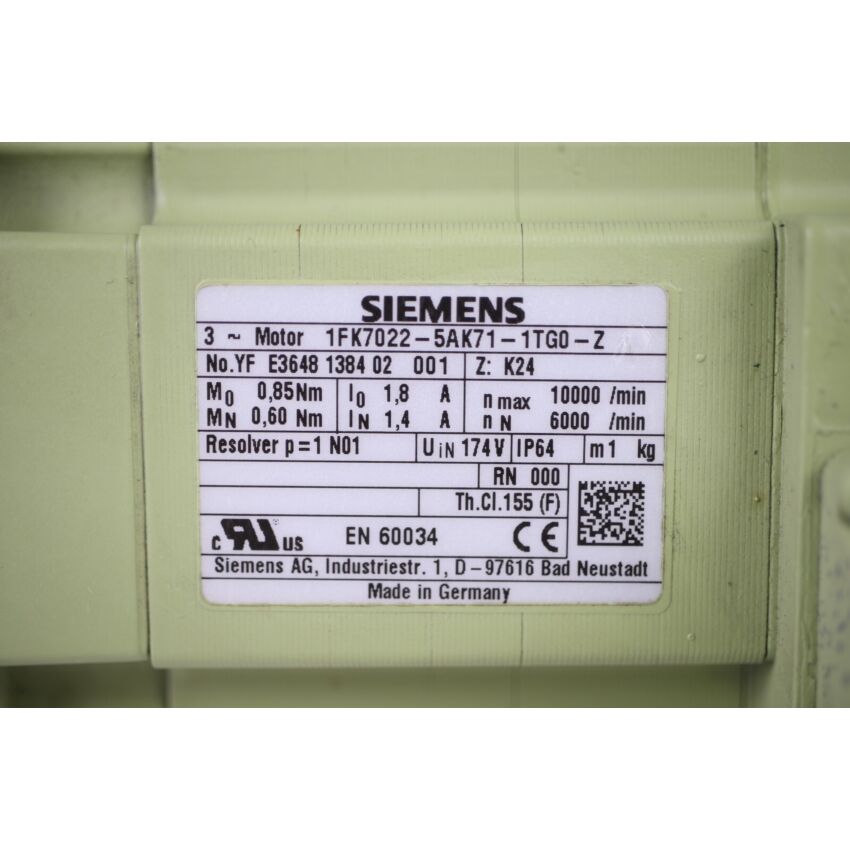 SIEMENS
3 ~ Motor 1FK7022-5AK71-1TG0-Z
No.YF E3648 1384 02 001 Z: K24
M0 0,85Nm I0 1,8 A n max 10000 /min
MN 0,60 Nm IN 1,4 A n N 6000 /min
Resolver p=1 N01 UiN 174V IP64 m1 kg
RN 000
Th.Cl.155 (F)
c RU US EN 60034 CE
Siemens AG, Industriestr. 1, D-97616 Bad Neustadt
Made in Germany